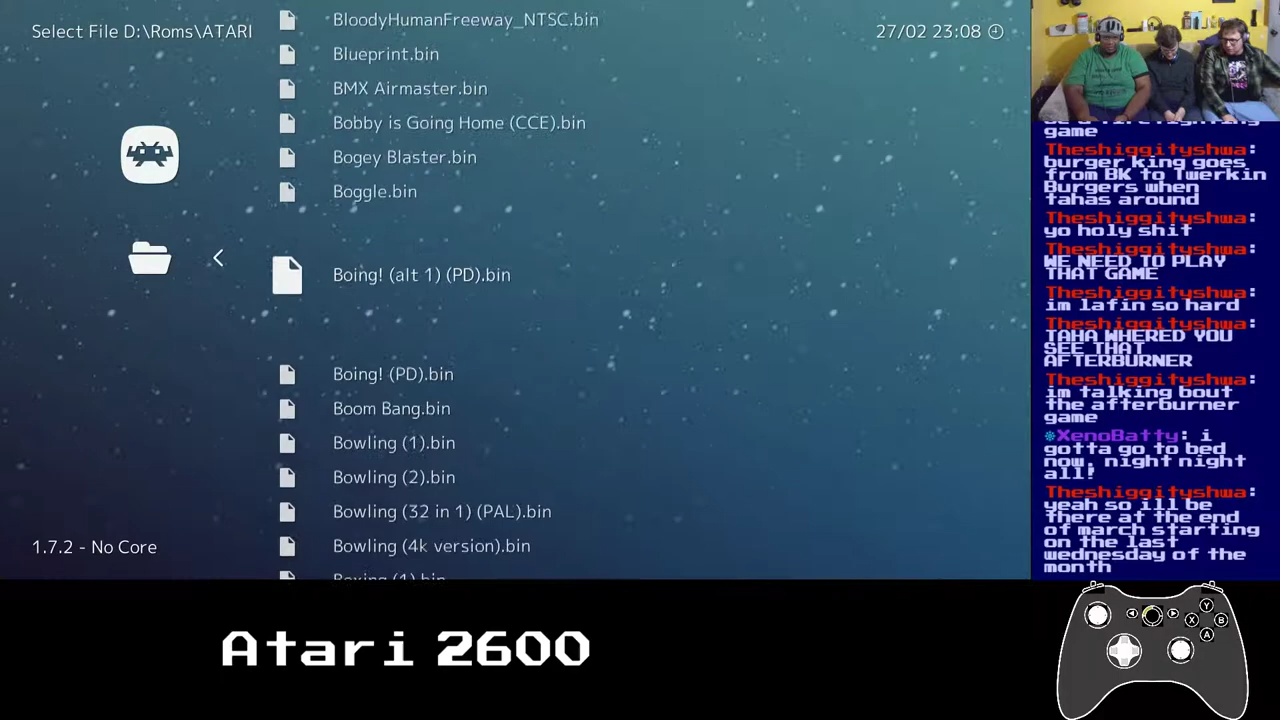 Select File D:\Roms\ATARI
27/02 23:08
BloodyHumanFreeway_NTSC.bin
Blueprint.bin
BMX Airmaster.bin
Bobby is Going Home (CCE).bin
Bogey Blaster.bin
Boggle.bin
Boing! (alt 1) (PD).bin
Boing! (PD).bin
Boom Bang.bin
Bowling (1).bin
Bowling (2).bin
Bowling (32 in 1) (PAL).bin
Bowling (4k version).bin
Boxing (1).bin
1.7.2 - No Core
game
Theshiggityshwa:
burger king goes
from BK to Twerkin
Burgers when
tahas around
Theshiggityshwa:
yo holy shit
Theshiggityshwa:
WE NEED TO PLAY
THAT GAME
Theshiggityshwa:
im lafin so hard
Theshiggityshwa:
TAHA WHERED YOU
SEE THAT
AFTERBURNER
Theshiggityshwa:
im talking bout
the afterburner
game
XenoBatty: i
gotta go to bed
now. night night
all!
Theshiggityshwa:
yeah so ill be
there at the end
of march starting
on the last
wednesday of the
month
Atari 2600
Y
X
B
A